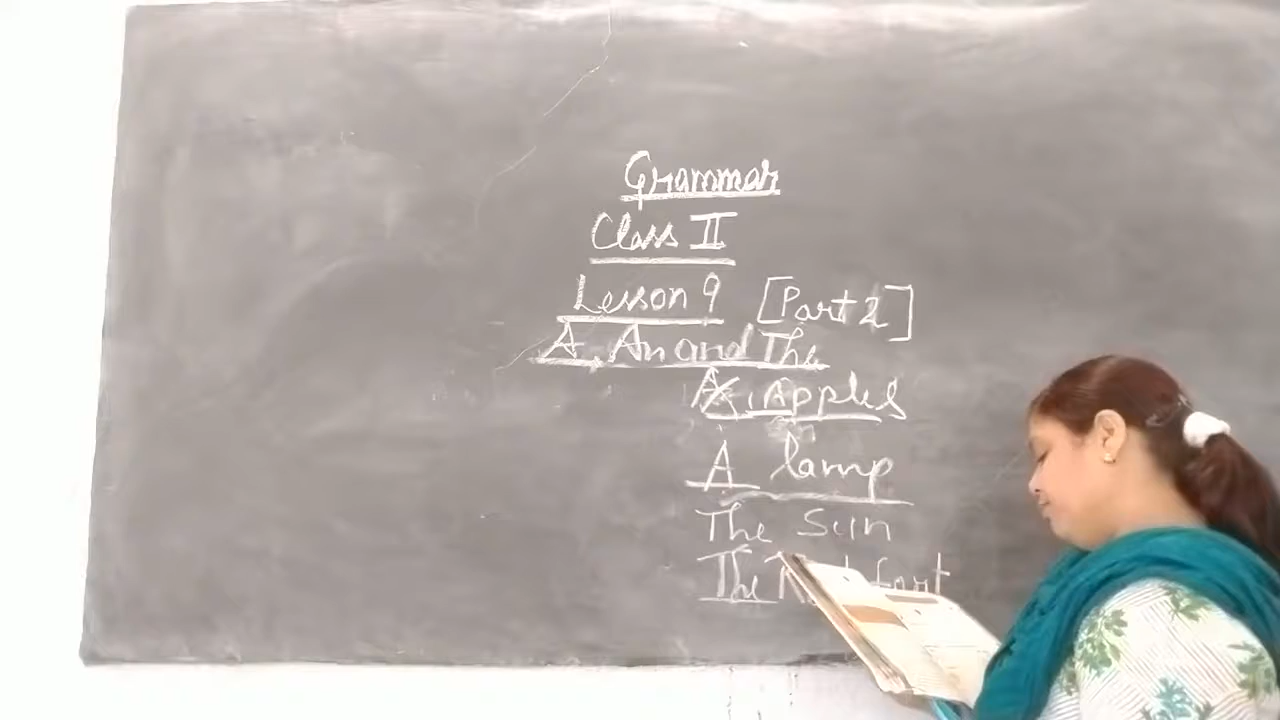 Grammar
Class II
Lesson 9 [Part 2]
A, An and The
Apples
A lamp
The Sun
The fort